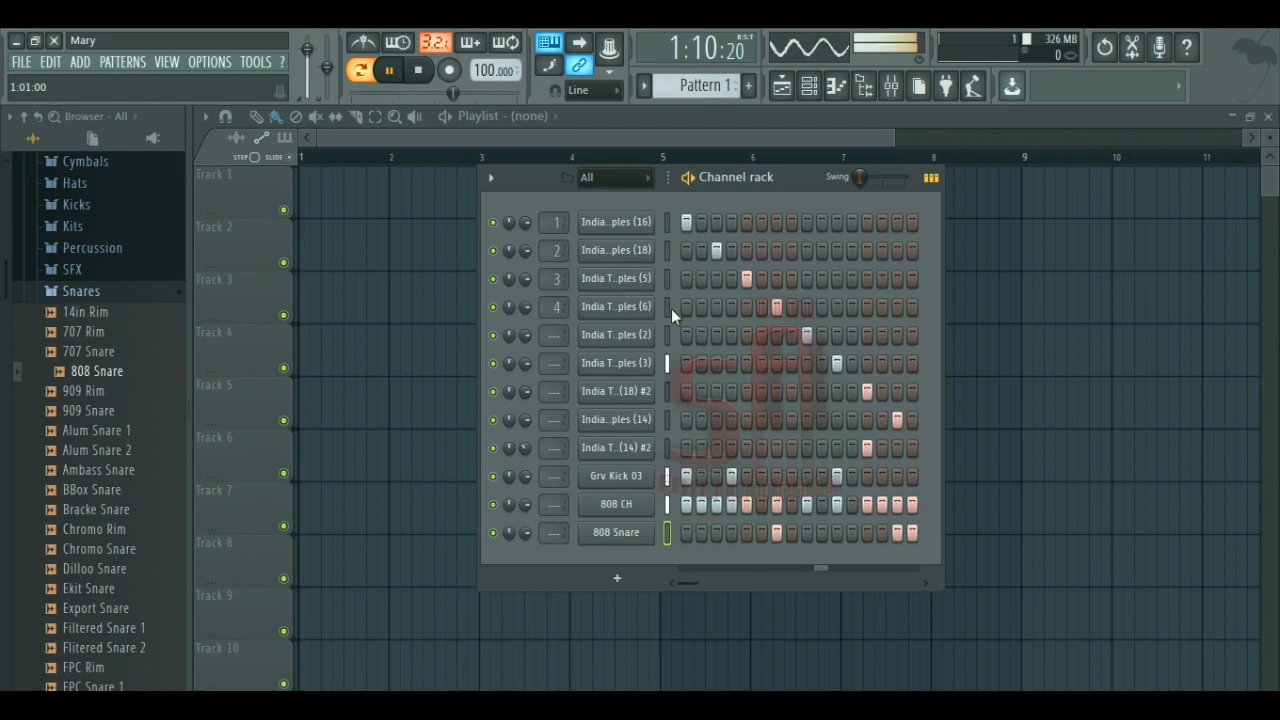 Mary
FILE EDIT ADD PATTERNS VIEW OPTIONS TOOLS ?
1:01:00
3.2.1
100.000
Line
1:10:20
B:S:T
Pattern 1
1
326 MB
0
Browser - All
Cymbals
Hats
Kicks
Kits
Percussion
SFX
Snares
14in Rim
707 Rim
707 Snare
808 Snare
909 Rim
909 Snare
Alum Snare 1
Alum Snare 2
Ambass Snare
BBox Snare
Bracke Snare
Chromo Rim
Chromo Snare
Dilloo Snare
Ekit Snare
Export Snare
Filtered Snare 1
Flitered Snare 2
FPC Rim
FPC Snare 1
Playlist - (none)
STEP SLIDE
1 2 3 4 5 6 7 8 9 10 11
Track 1
Track 2
Track 3
Track 4
Track 5
Track 6
Track 7
Track 8
Track 9
Track 10
All
Channel rack
Swing
1 India..ples (16)
2 India..ples (18)
3 India T..ples (5)
4 India T..ples (6)
--- India T..ples (2)
--- India T..ples (3)
--- India T..(18) #2
--- India..ples (14)
--- India T..(14) #2
--- Grv Kick 03
--- 808 CH
--- 808 Snare